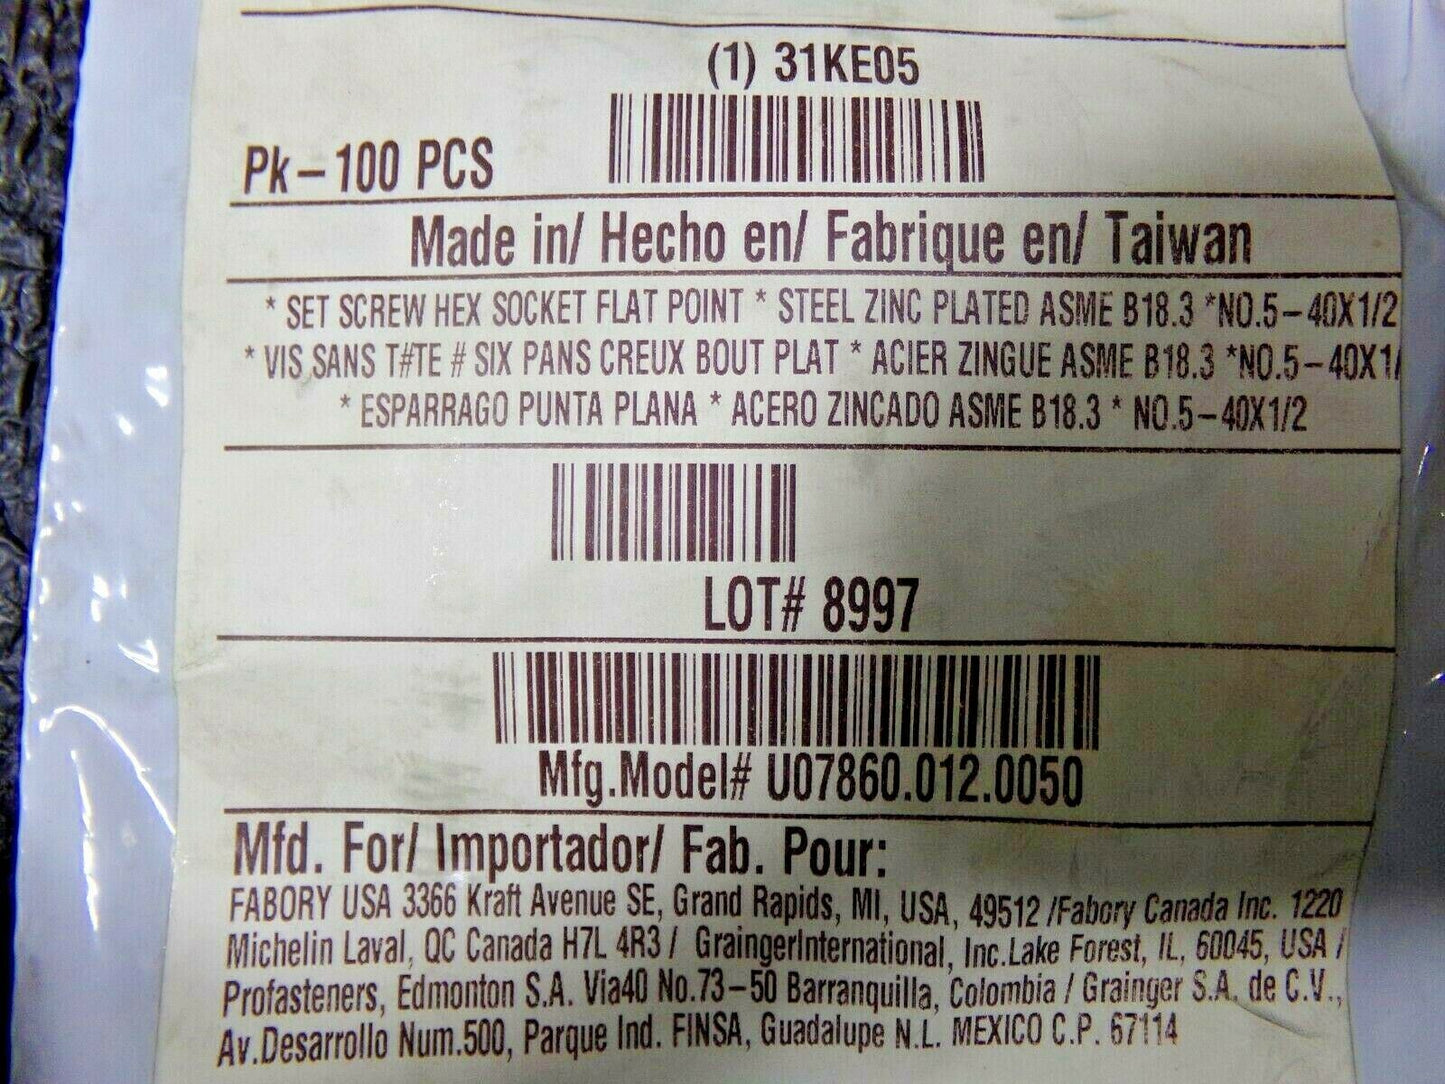 (1) 31KE05
Pk-100 PCS
Made in/ Hecho en/ Fabrique en/ Taiwan
* SET SCREW HEX SOCKET FLAT POINT * STEEL ZINC PLATED ASME B18.3 *NO.5-40X1/2
* VIS SANS T#TE # SIX PANS CREUX BOUT PLAT * ACIER ZINGUE ASME B18.3 *NO.5-40X1/
* ESPARRAGO PUNTA PLANA * ACERO ZINCADO ASME B18.3 * NO.5-40X1/2
LOT# 8997
Mfg.Model# U07860.012.0050
Mfd. For/ Importador/ Fab. Pour:
FABORY USA 3366 Kraft Avenue SE, Grand Rapids, MI, USA, 49512 /Fabory Canada Inc. 1220
Michelin Laval, QC Canada H7L 4R3 / GraingerInternational, Inc.Lake Forest, IL, 60045, USA /
Profasteners, Edmonton S.A. Via40 No.73-50 Barranquilla, Colombia / Grainger S.A. de C.V.,
Av.Desarrollo Num.500, Parque Ind. FINSA, Guadalupe N.L. MEXICO C.P. 67114